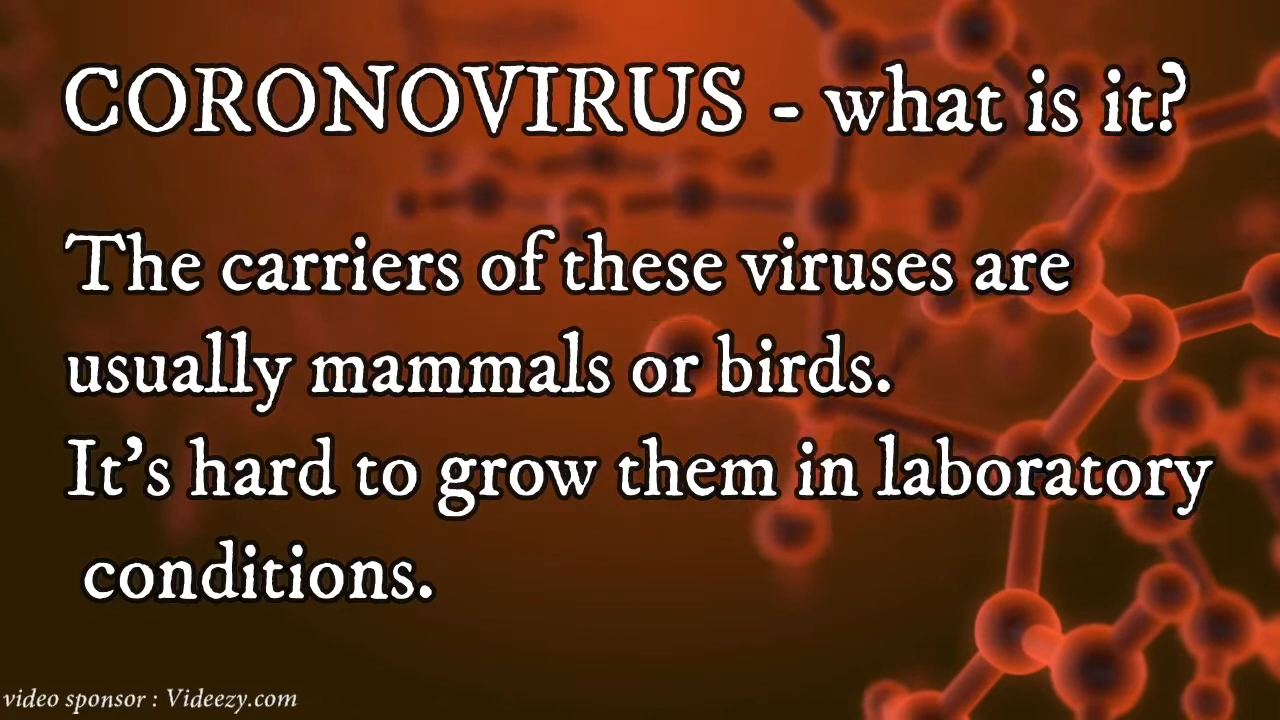 CORONOVIRUS - what is it?
The carriers of these viruses are
usually mammals or birds.
It's hard to grow them in laboratory
conditions.
video sponsor : Videezy.com